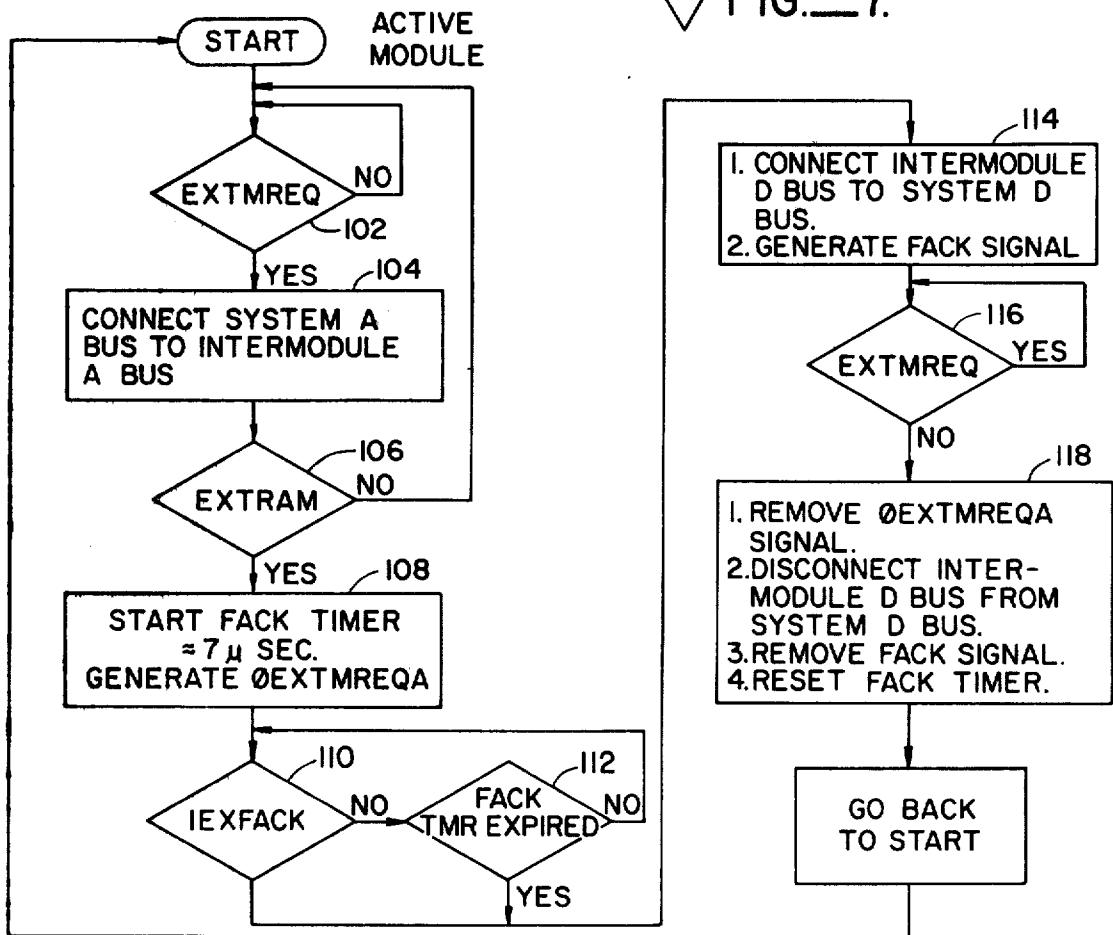 FIG.__7.
START
ACTIVE
MODULE
EXTMREQ
NO
102
YES
104
CONNECT SYSTEM A
BUS TO INTERMODULE
A BUS
106
EXTRAM
NO
YES
108
START FACK TIMER
≈7μ SEC.
GENERATE ØEXTMREQA
110
IEXFACK
NO
112
FACK
TMR EXPIRED
NO
YES
114
1. CONNECT INTERMODULE
D BUS TO SYSTEM D
BUS.
2. GENERATE FACK SIGNAL
116
EXTMREQ
YES
NO
118
1. REMOVE ØEXTMREQA
SIGNAL.
2. DISCONNECT INTER-
MODULE D BUS FROM
SYSTEM D BUS.
3. REMOVE FACK SIGNAL.
4. RESET FACK TIMER.
GO BACK
TO START